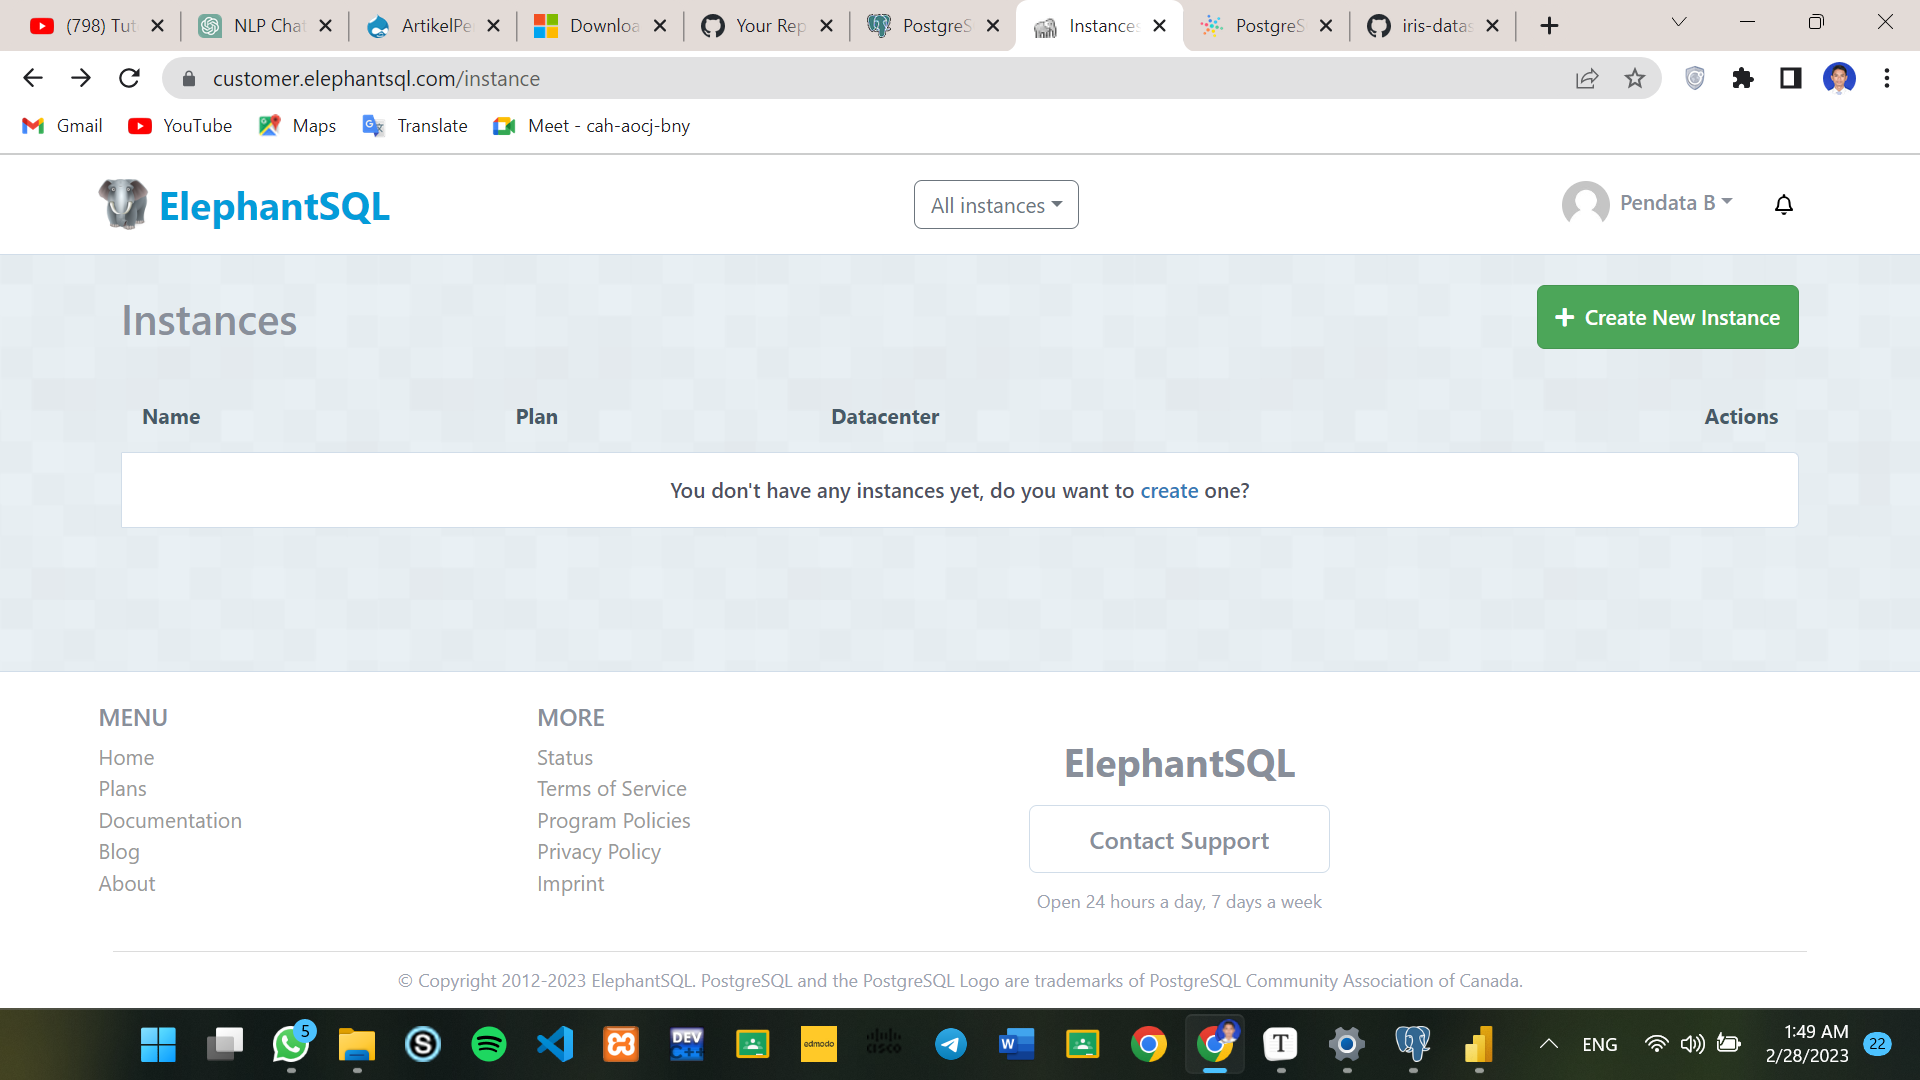 (798) Tut
NLP Chat
ArtikelPe
Downloa
Your Rep
PostgreS
Instances
PostgreS
iris-datas
customer.elephantsql.com/instance
Gmail
YouTube
Maps
Translate
Meet - cah-aocj-bny
ElephantSQL
All instances
Pendata B
Instances
Create New Instance
Name
Plan
Datacenter
Actions
You don't have any instances yet, do you want to create one?
MENU
Home
Plans
Documentation
Blog
About
MORE
Status
Terms of Service
Program Policies
Privacy Policy
Imprint
ElephantSQL
Contact Support
Open 24 hours a day, 7 days a week
© Copyright 2012-2023 ElephantSQL. PostgreSQL and the PostgreSQL Logo are trademarks of PostgreSQL Community Association of Canada.
5
S
DEV
C++
edmodo
cisco
W
T
ENG
1:49 AM
2/28/2023
22